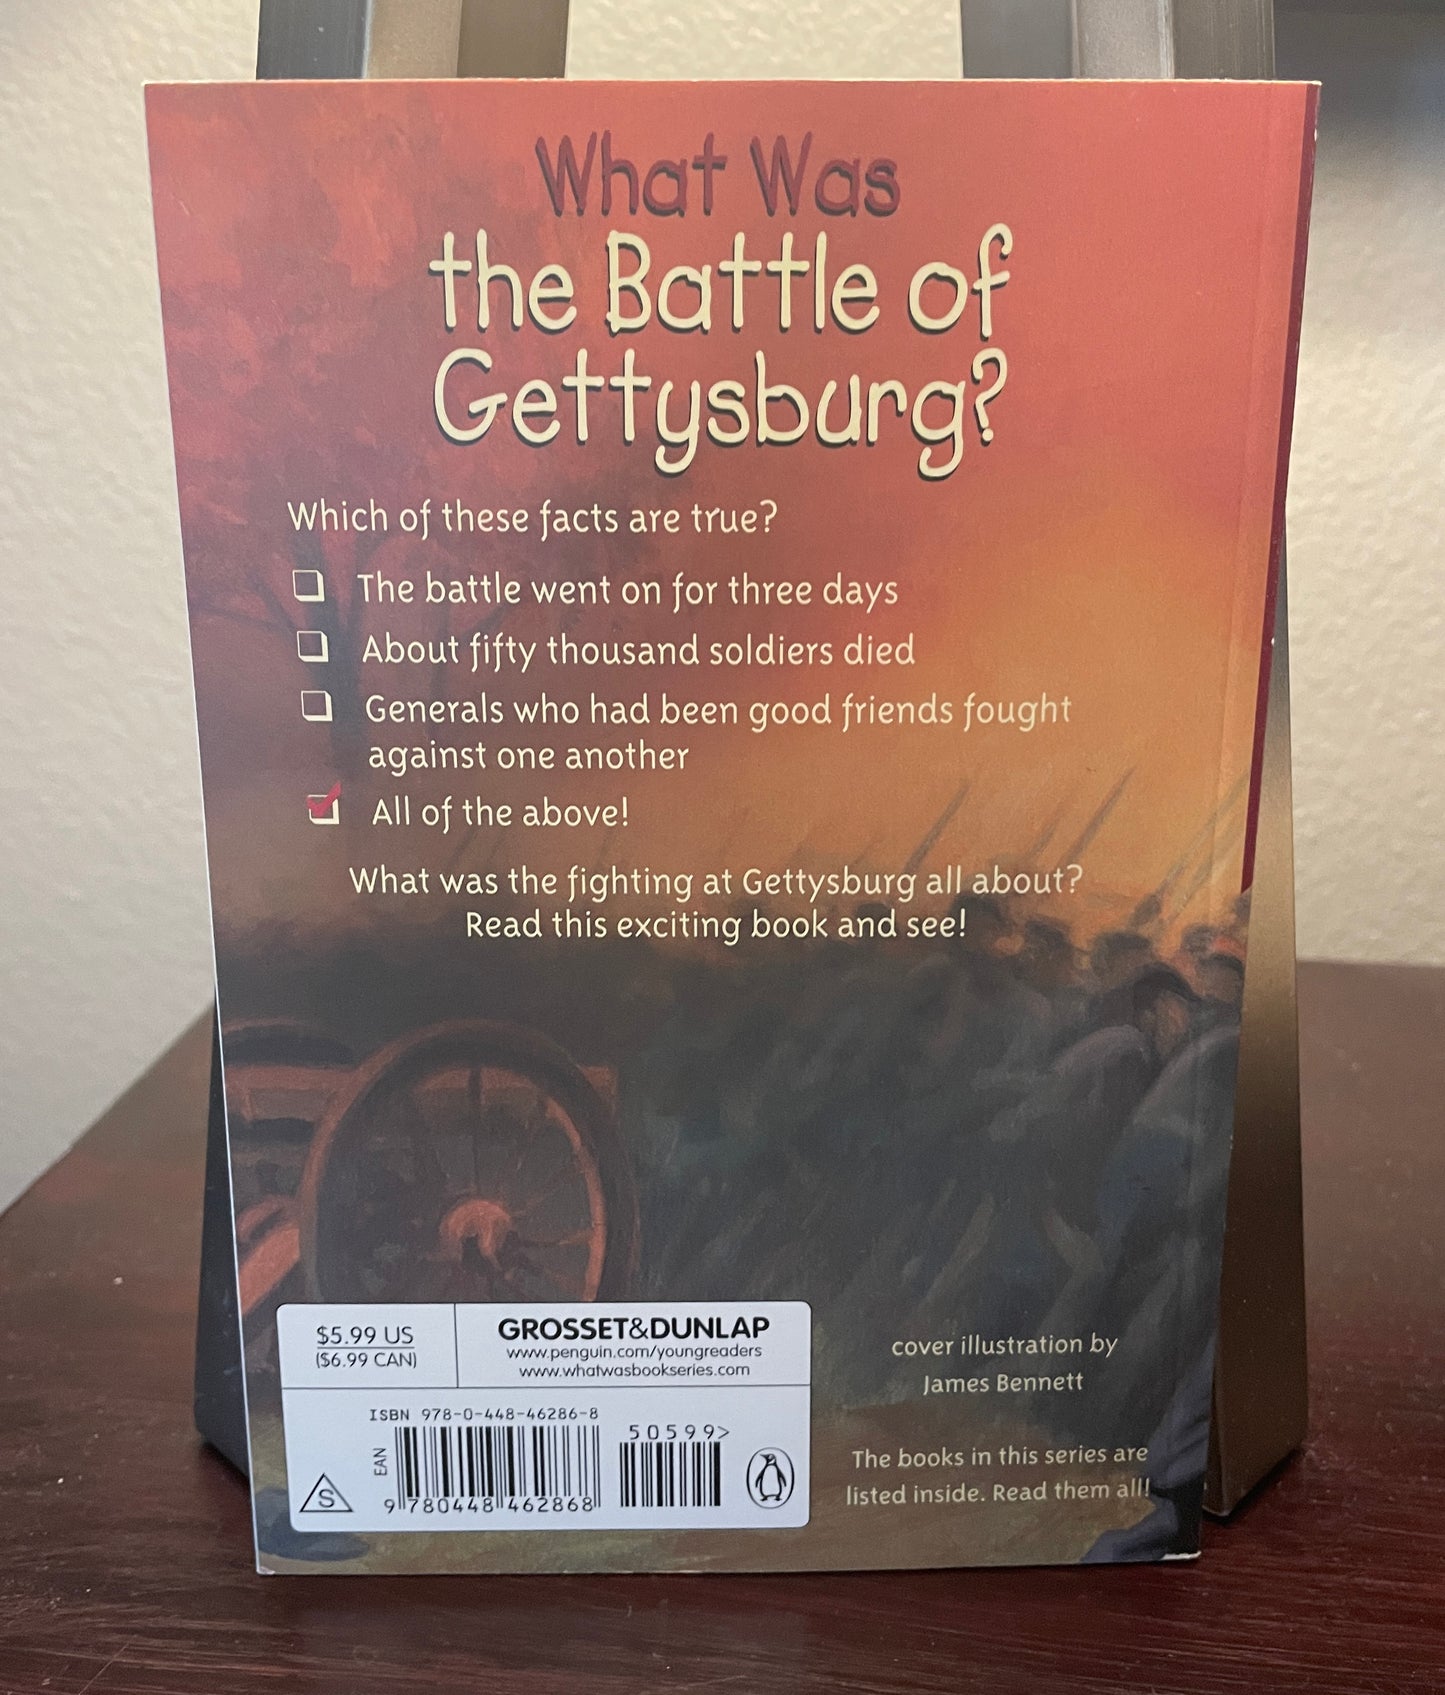 What Was
the Battle of
Gettysburg?
Which of these facts are true?
The battle went on for three days
About fifty thousand soldiers died
Generals who had been good friends fought
against one another
All of the above!
What was the fighting at Gettysburg all about?
Read this exciting book and see!
$5.99 US
($6.99 CAN)
GROSSET&DUNLAP
www.penguin.com/youngreaders
www.whatwasbookseries.com
ISBN 978-0-448-46286-8
50599>
EAN
9 780448 462868
S
cover illustration by
James Bennett
The books in this series are
listed inside. Read them all!